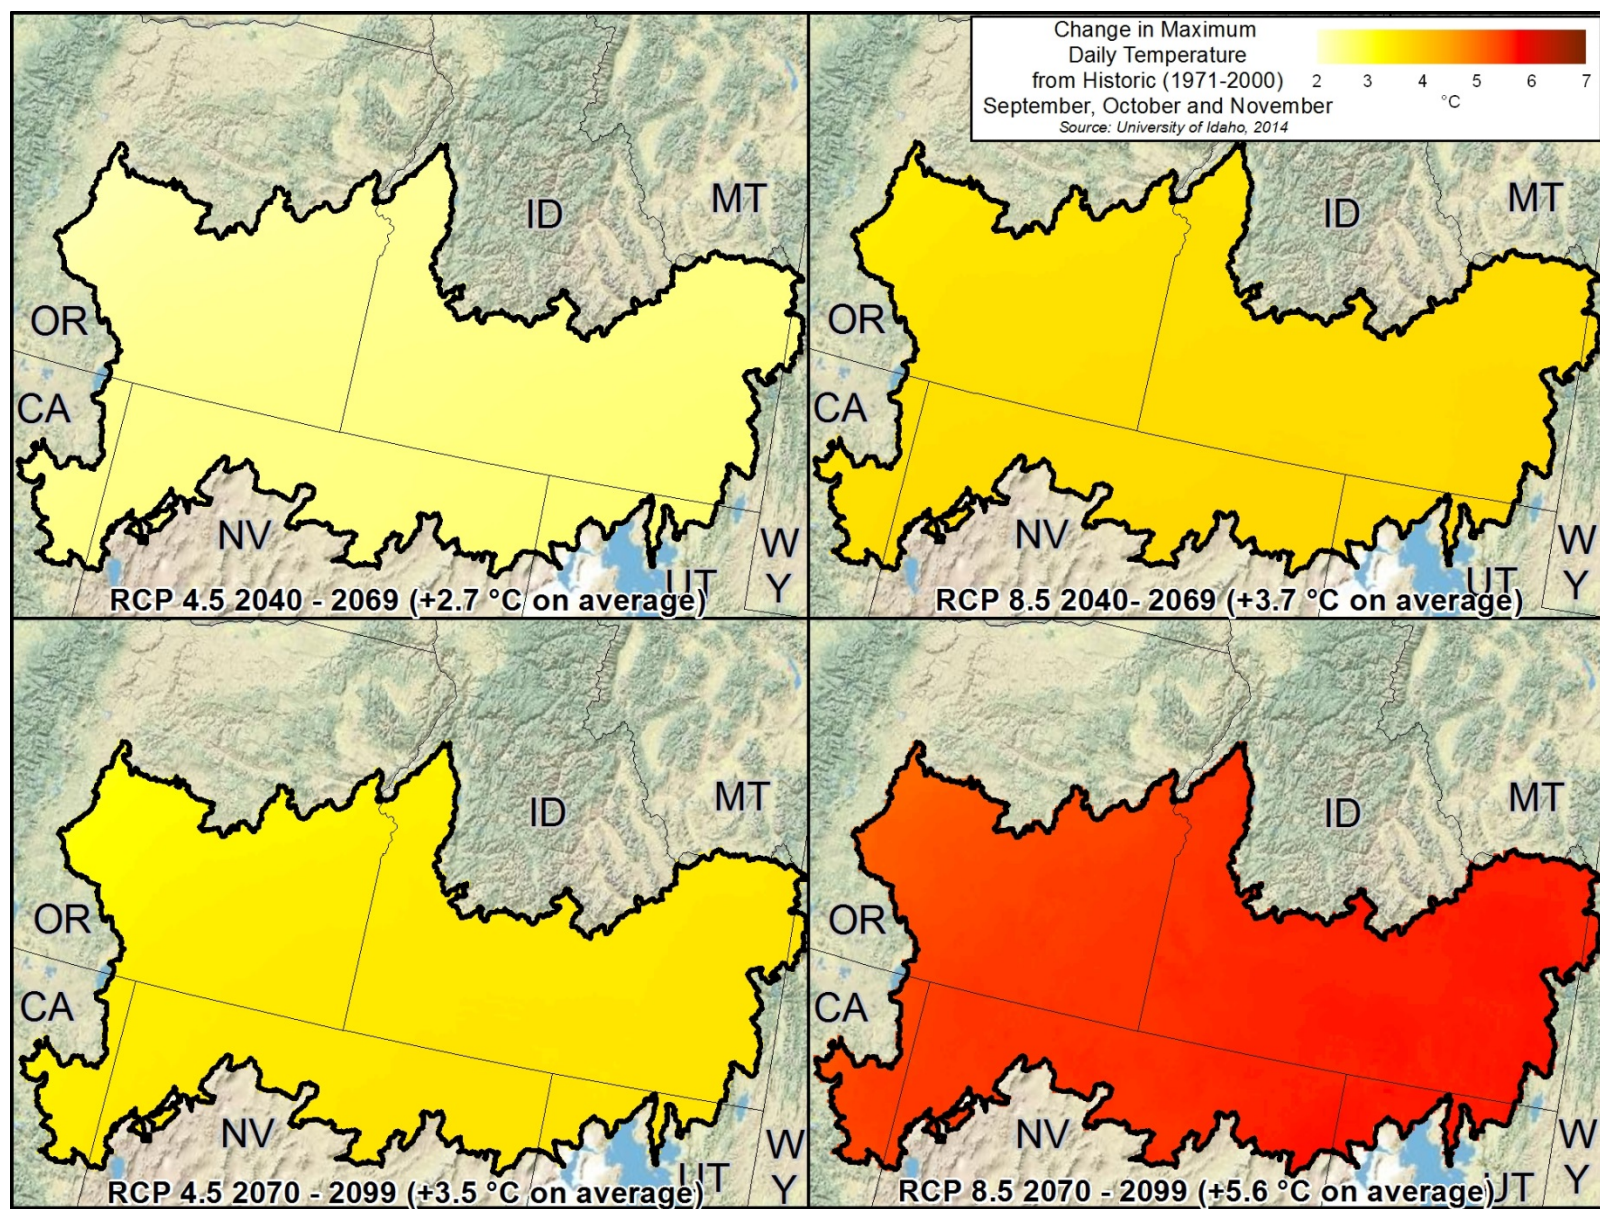 Change in Maximum
Daily Temperature
from Historic (1971-2000)
September, October and November
Source: University of Idaho, 2014
2 3 4 5 6 7
°C
ID
MT
OR
CA
NV
UT
W
Y
RCP 4.5 2040 - 2069 (+2.7 °C on average)
ID
MT
OR
CA
NV
UT
W
Y
RCP 8.5 2040- 2069 (+3.7 °C on average)
ID
MT
OR
CA
NV
UT
W
Y
RCP 4.5 2070 - 2099 (+3.5 °C on average)
ID
MT
OR
CA
NV
UT
W
Y
RCP 8.5 2070 - 2099 (+5.6 °C on average)